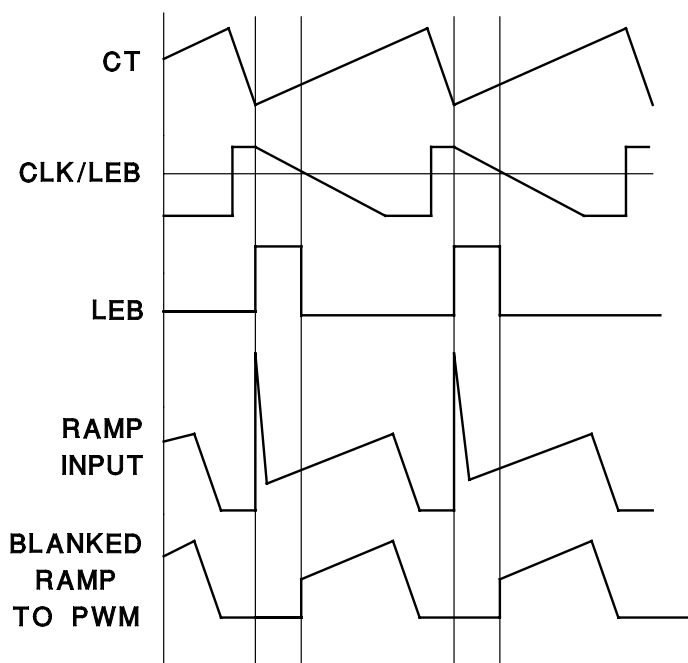 CT
CLK/LEB
LEB
RAMP
INPUT
BLANKED
RAMP
TO PWM